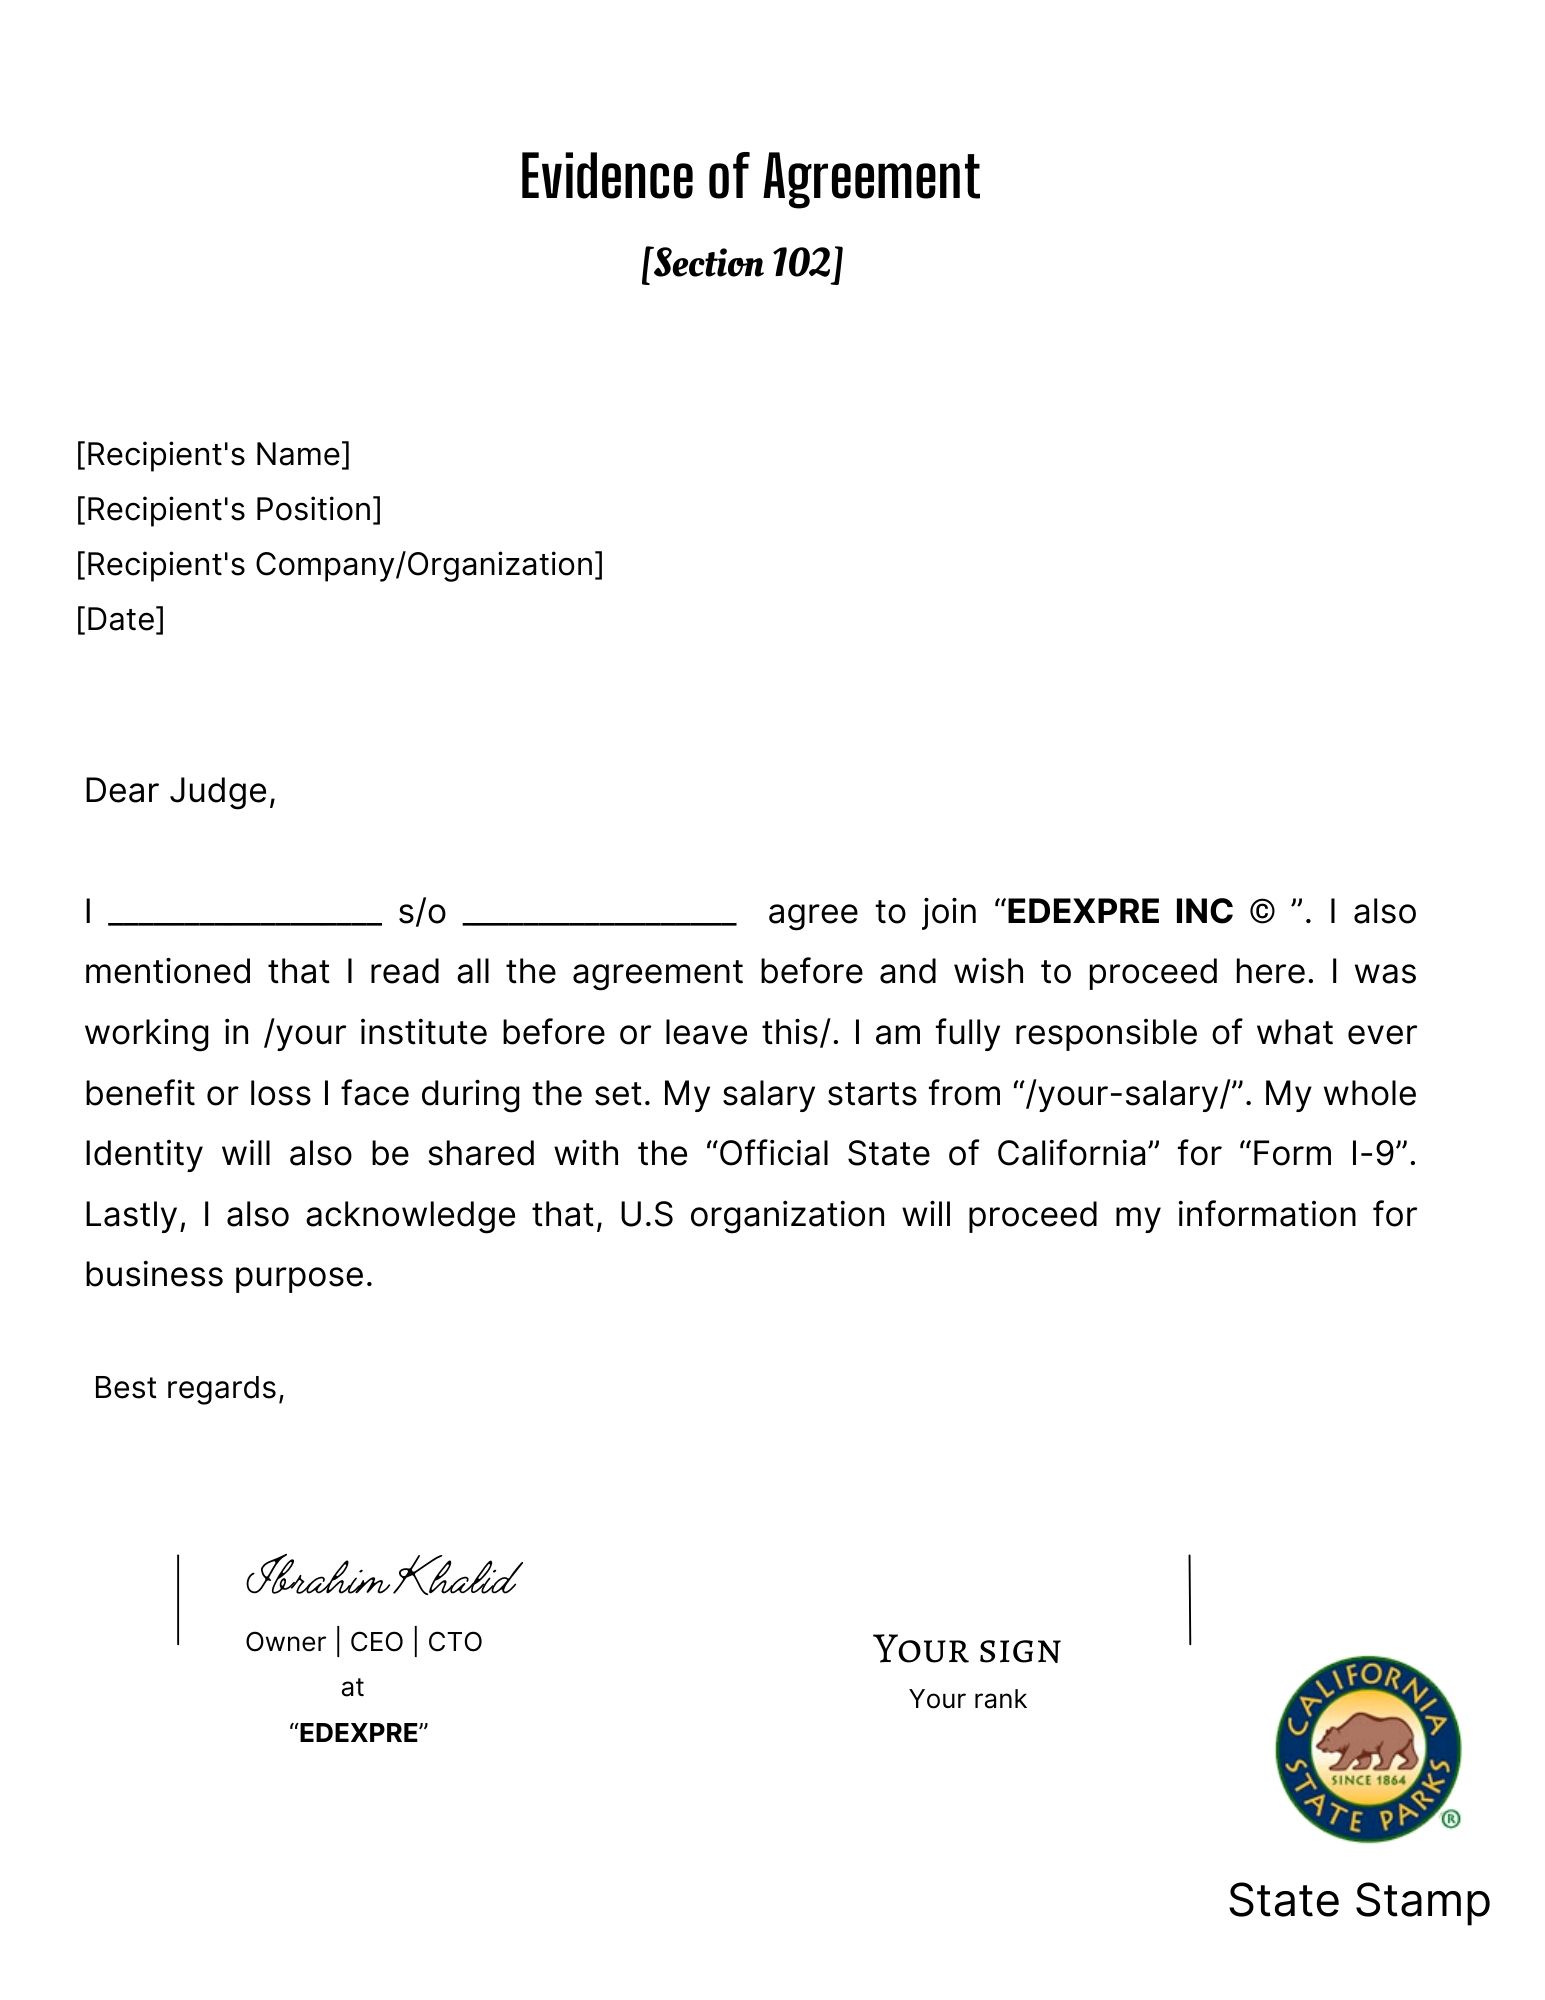 Evidence of Agreement
[Section 102]
[Recipient's Name]
[Recipient's Position]
[Recipient's Company/Organization]
[Date]
Dear Judge,
I __________________ s/o __________________ agree to join “EDEXPRE INC © ”. I also
mentioned that I read all the agreement before and wish to proceed here. I was
working in /your institute before or leave this/. I am fully responsible of what ever
benefit or loss I face during the set. My salary starts from “/your-salary/”. My whole
Identity will also be shared with the “Official State of California” for “Form I-9”.
Lastly, I also acknowledge that, U.S organization will proceed my information for
business purpose.
Best regards,
Ibrahim Khalid
Owner | CEO | CTO
at
“EDEXPRE”
Your sign
Your rank
CALIFORNIA
SINCE 1864
STATE PARKS
®
State Stamp